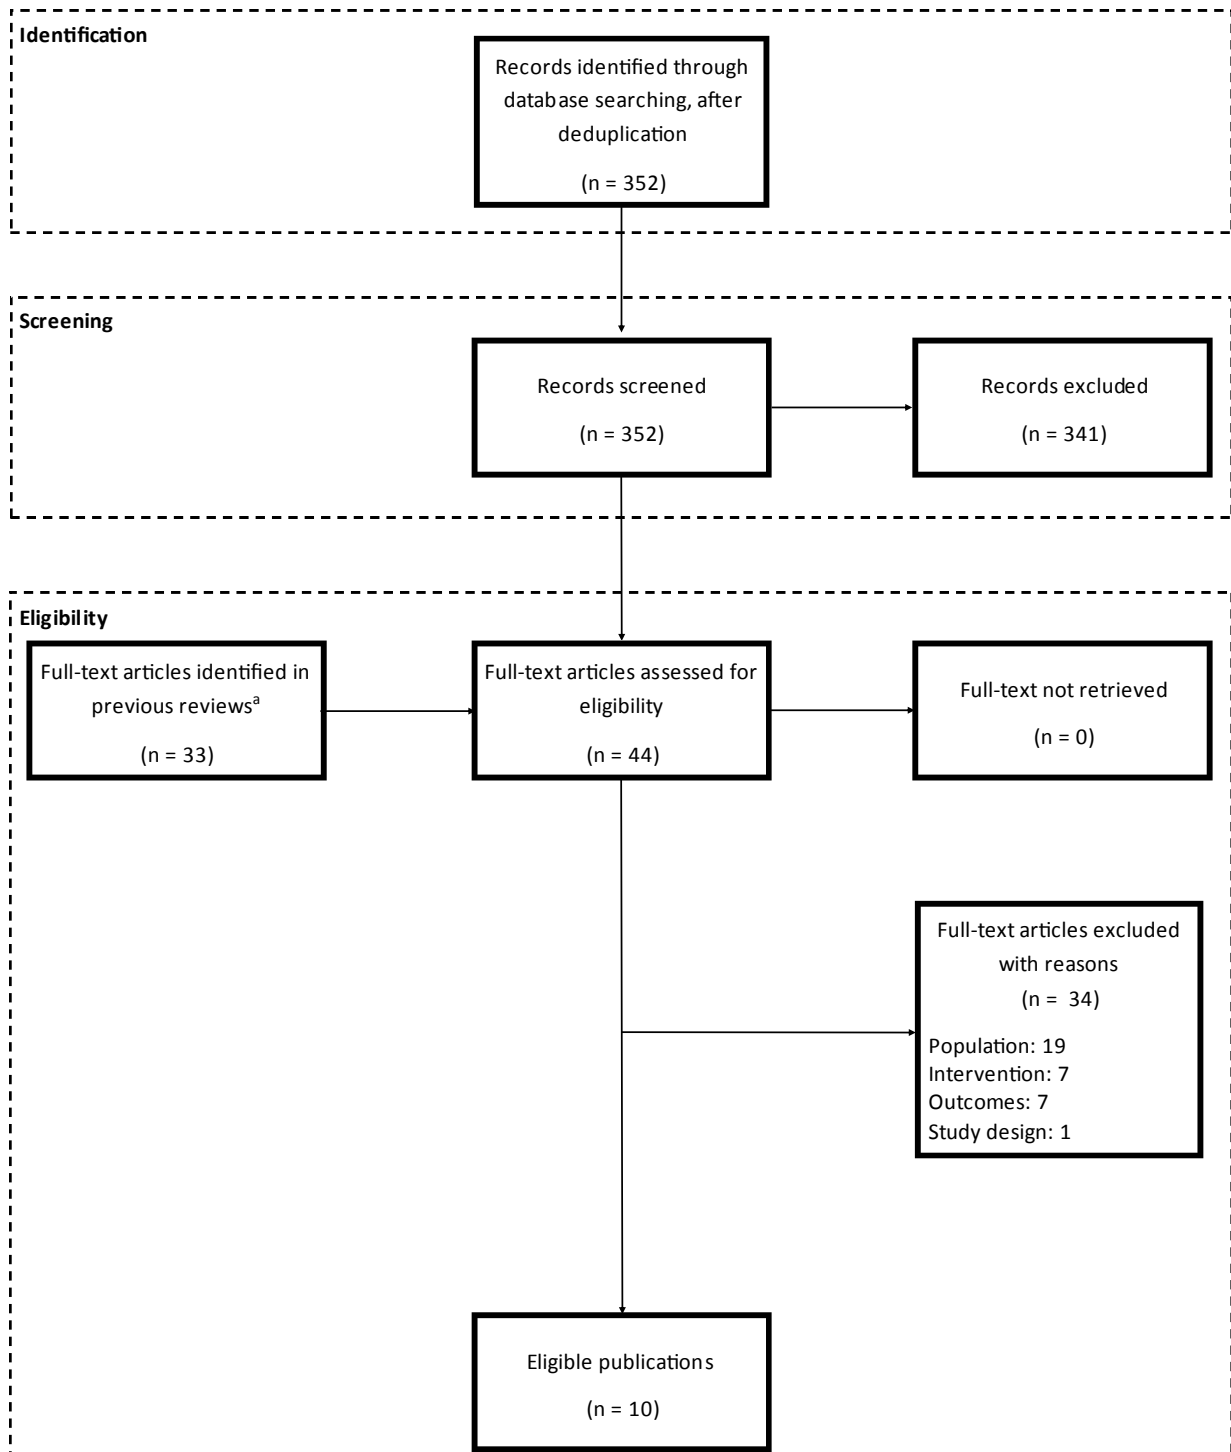 Identification
Records identified through
database searching, after
deduplication
(n = 352)
Screening
Records screened
(n = 352)
Records excluded
(n = 341)
Eligibility
Full-text articles identified in
previous reviewsᵃ
(n = 33)
Full-text articles assessed for
eligibility
(n = 44)
Full-text not retrieved
(n = 0)
Full-text articles excluded
with reasons
(n = 34)
Population: 19
Intervention: 7
Outcomes: 7
Study design: 1
Eligible publications
(n = 10)